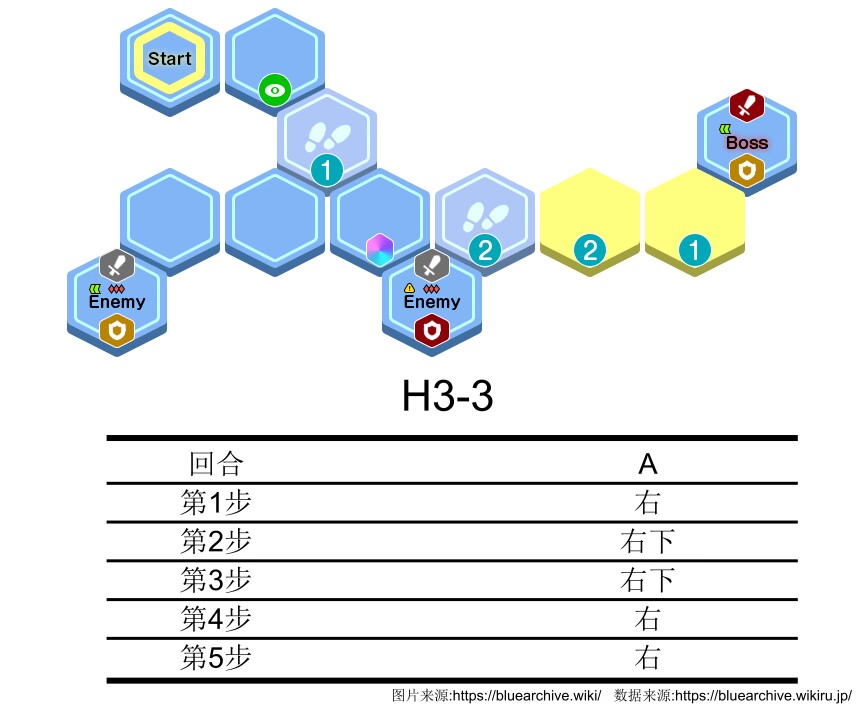 Start
1
Boss
2
2
1
Enemy
Enemy
H3-3
回合 A
第1步 右
第2步 右下
第3步 右下
第4步 右
第5步 右
图片来源:https://bluearchive.wiki/ 数据来源:https://bluearchive.wikiru.jp/